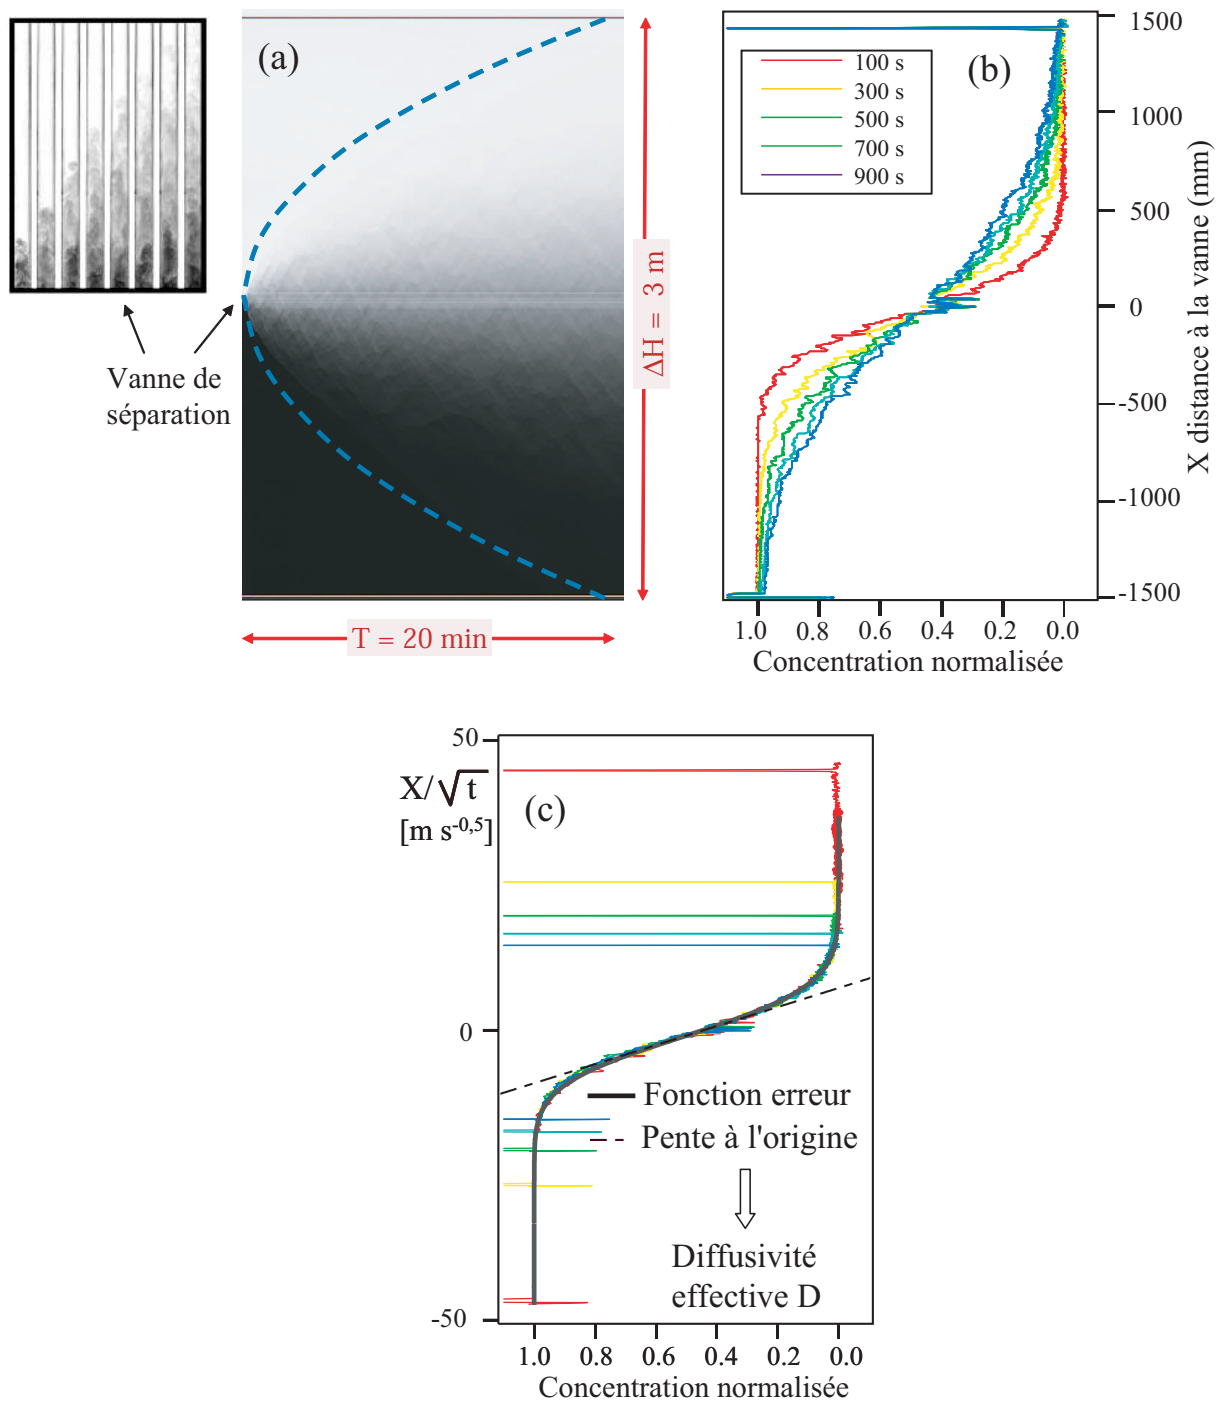 (a)
Vanne de
séparation
ΔH = 3 m
T = 20 min
(b)
100 s
300 s
500 s
700 s
900 s
1500
1000
500
0
-500
-1000
-1500
X distance à la vanne (mm)
1.0 0.8 0.6 0.4 0.2 0.0
Concentration normalisée
50
X/√t
[m s-0,5]
(c)
0
Fonction erreur
Pente à l'origine
Diffusivité
effective D
-50
1.0 0.8 0.6 0.4 0.2 0.0
Concentration normalisée